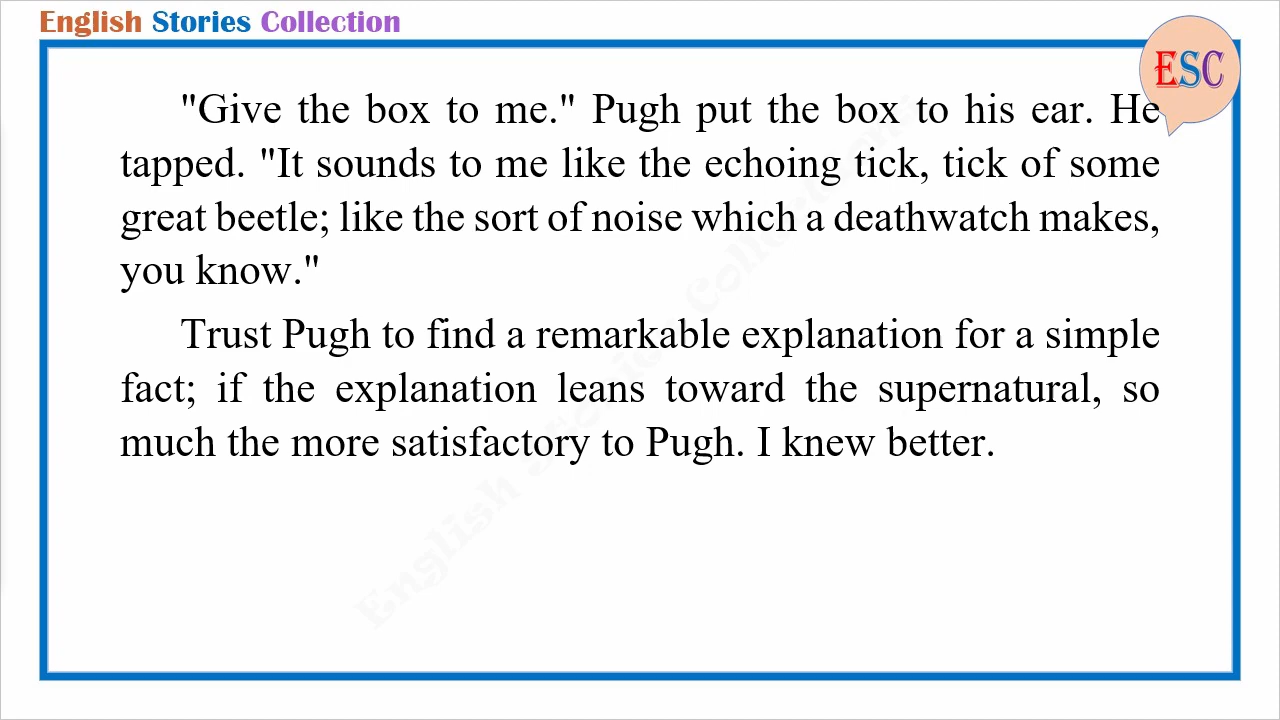 English Stories Collection
ESC
"Give the box to me." Pugh put the box to his ear. He
tapped. "It sounds to me like the echoing tick, tick of some
great beetle; like the sort of noise which a deathwatch makes,
you know."
Trust Pugh to find a remarkable explanation for a simple
fact; if the explanation leans toward the supernatural, so
much the more satisfactory to Pugh. I knew better.